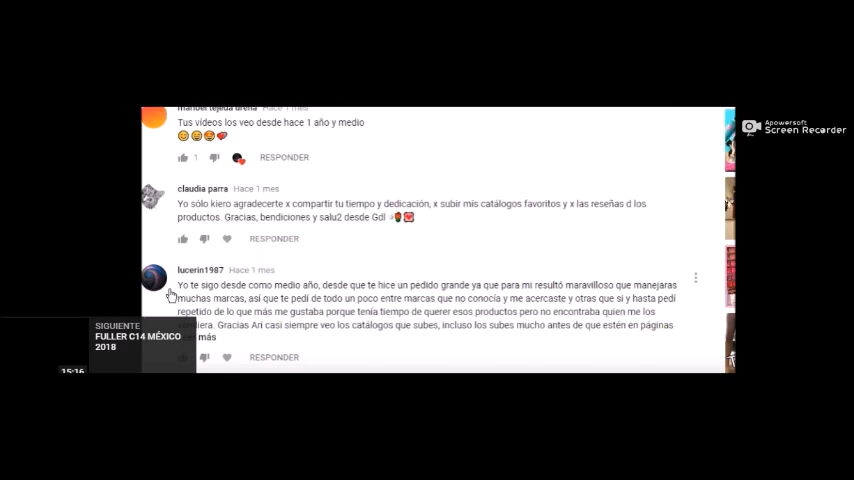 manoel tejeda urena Hace 1 mes
Tus vídeos los veo desde hace 1 año y medio
1 RESPONDER
claudia parra Hace 1 mes
Yo sólo kiero agradecerte x compartir tu tiempo y dedicación, x subir mis catálogos favoritos y x las reseñas d los
productos. Gracias, bendiciones y salu2 desde Gdl
RESPONDER
lucerin1987 Hace 1 mes
Yo te sigo desde como medio año, desde que te hice un pedido grande ya que para mi resultó maravilloso que manejaras
muchas marcas, así que te pedí de todo un poco entre marcas que no conocía y me acercaste y otras que si y hasta pedí
repetido de lo que más me gustaba porque tenía tiempo de querer esos productos pero no encontraba quien me los
Gracias Ari casi siempre veo los catálogos que subes, incluso los subes mucho antes de que estén en páginas
más
RESPONDER
SIGUIENTE
FULLER C14 MÉXICO
2018
15:16
Apowersoft
Screen Recorder